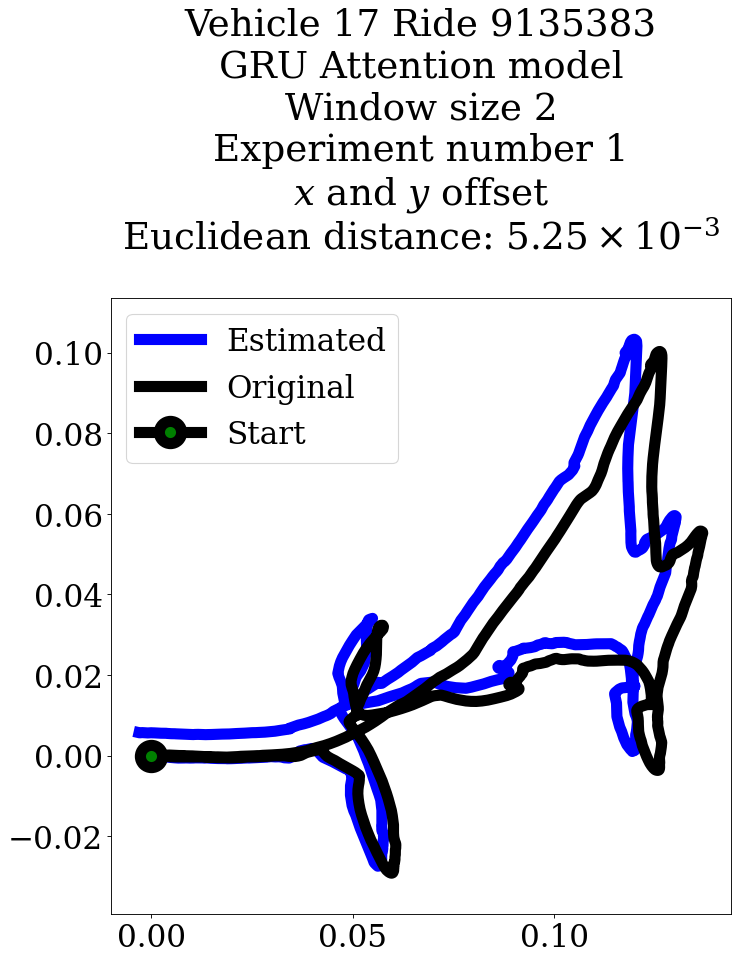 Vehicle 17 Ride 9135383
GRU Attention model
Window size 2
Experiment number 1
x and y offset
Euclidean distance: 5.25 × 10⁻³
Estimated
Original
Start
0.10
0.08
0.06
0.04
0.02
0.00
−0.02
0.00 0.05 0.10